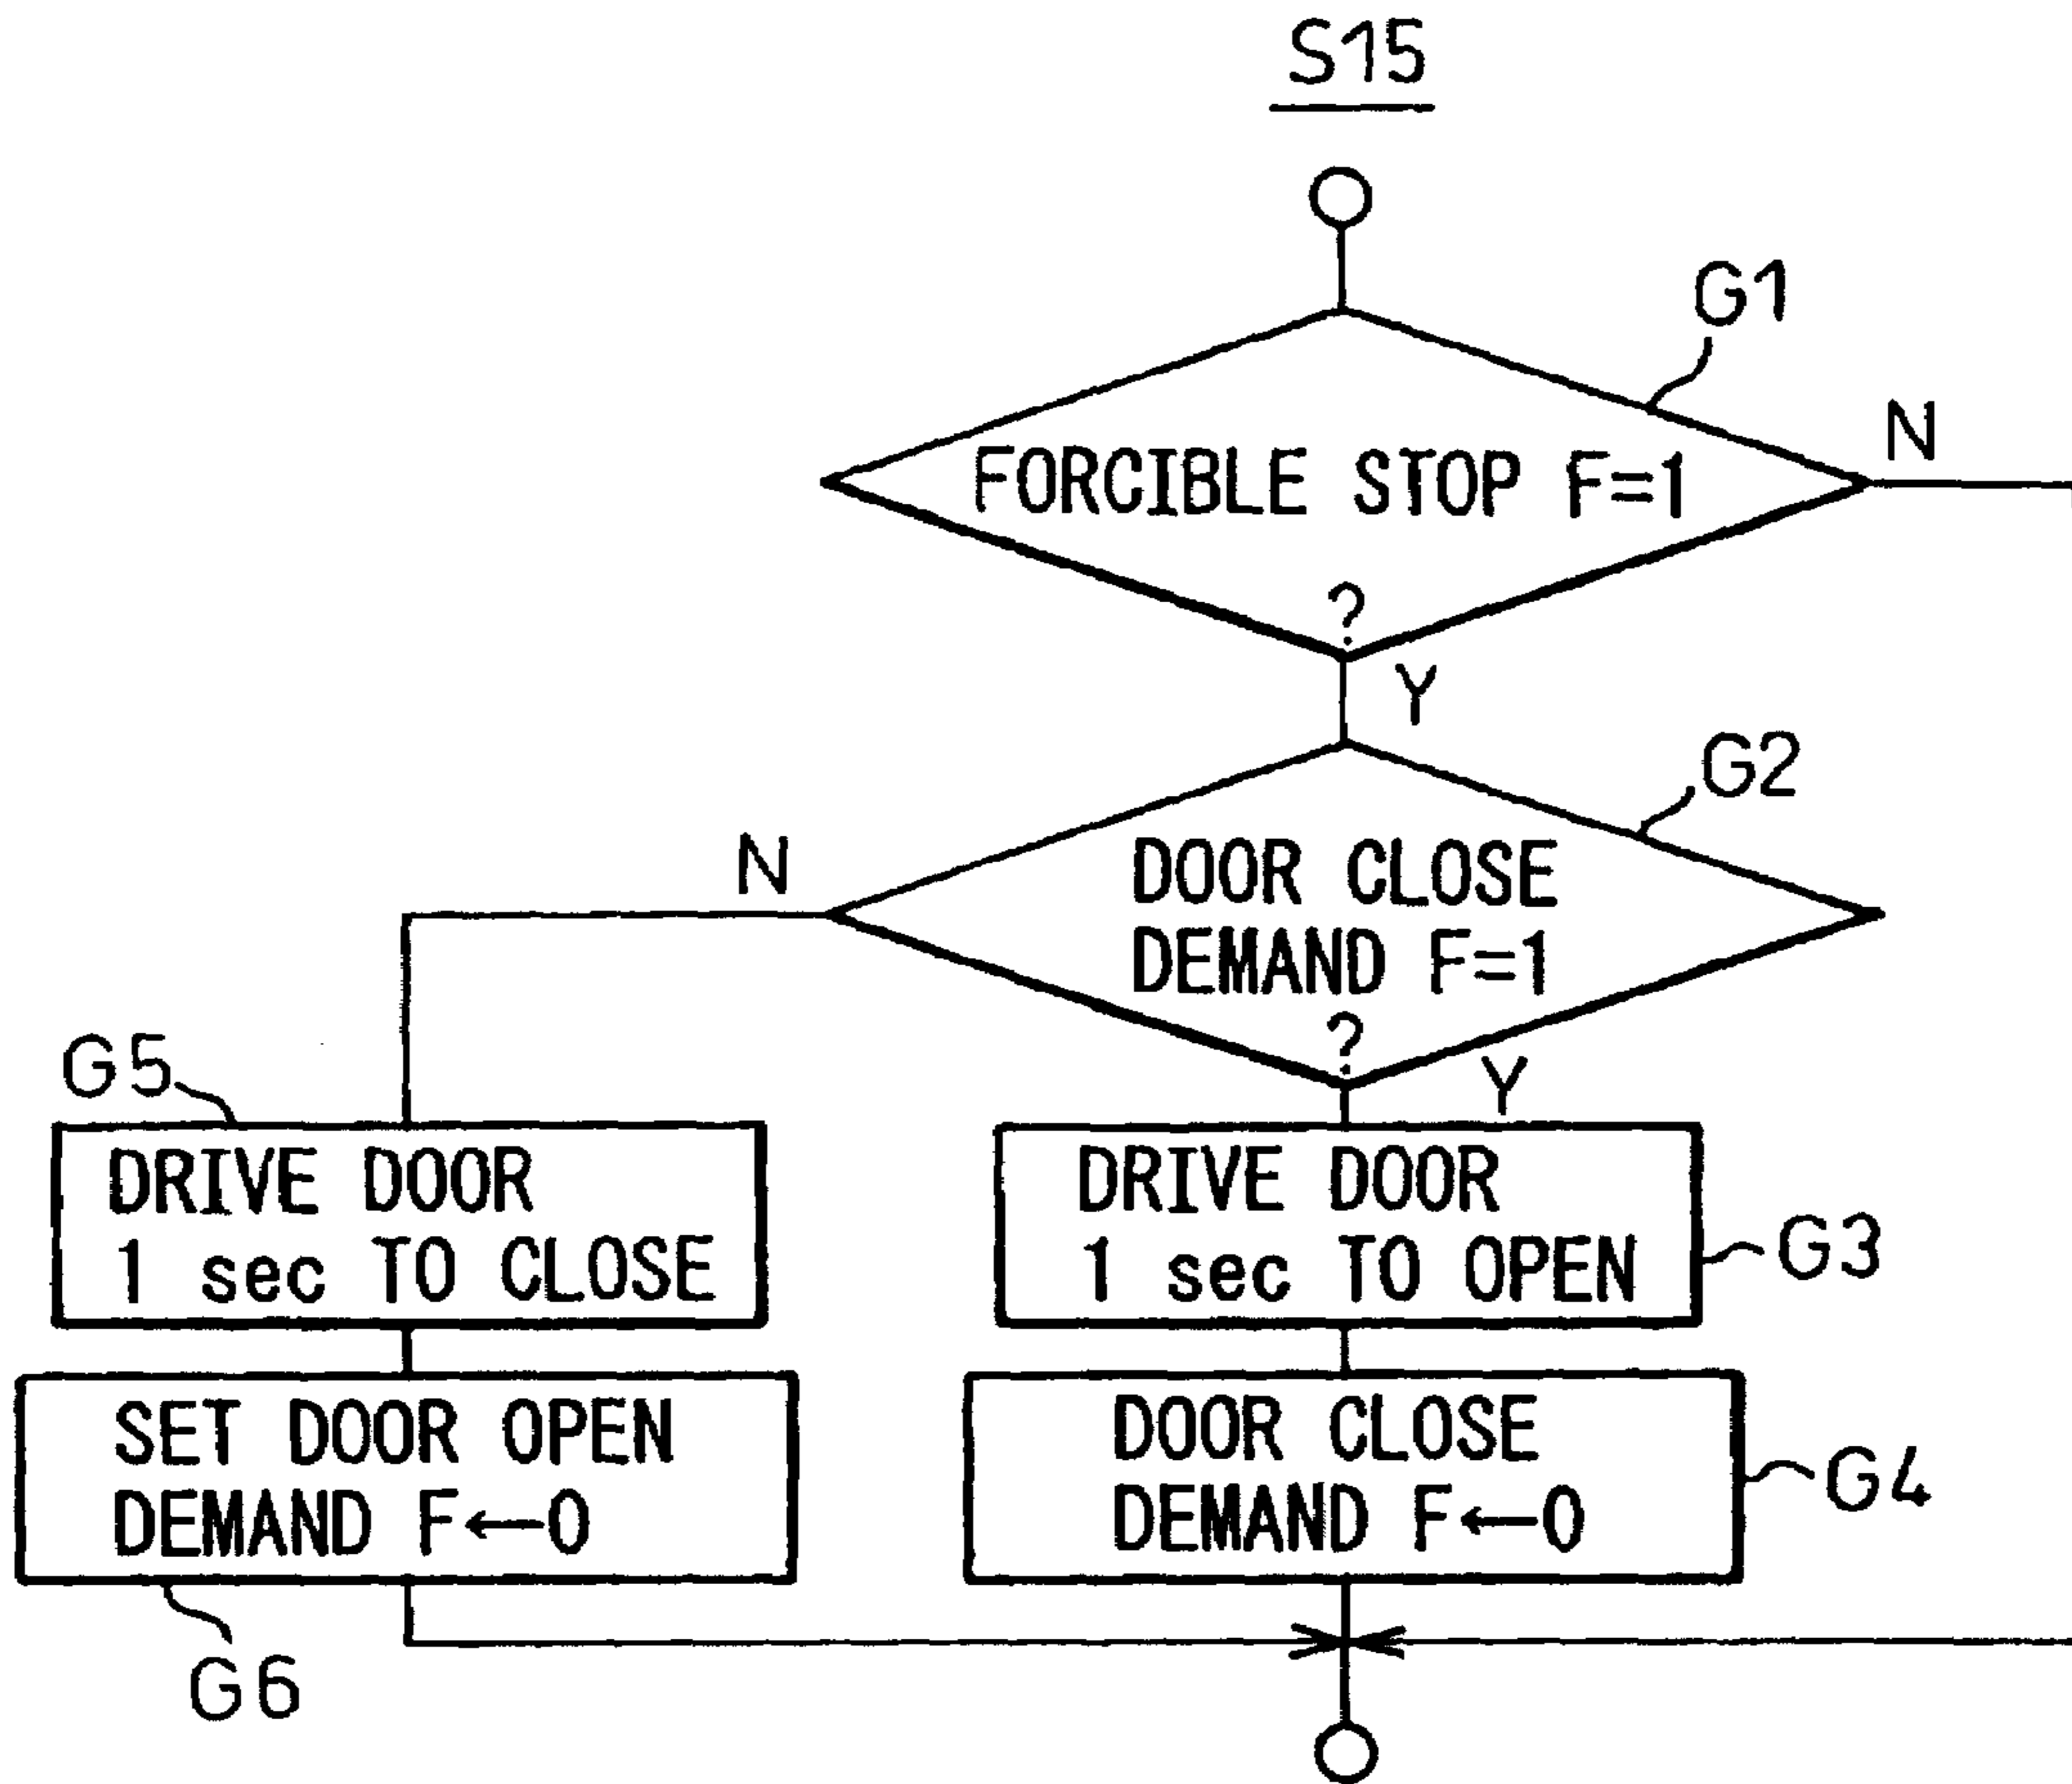 S15
G1
N
FORCIBLE STOP F=1
?
Y
G2
N
DOOR CLOSE
DEMAND F=1
?
Y
G5
DRIVE DOOR
1 sec TO CLOSE
DRIVE DOOR
1 sec TO OPEN
G3
SET DOOR OPEN
DEMAND F←0
DOOR CLOSE
DEMAND F←0
G4
G6